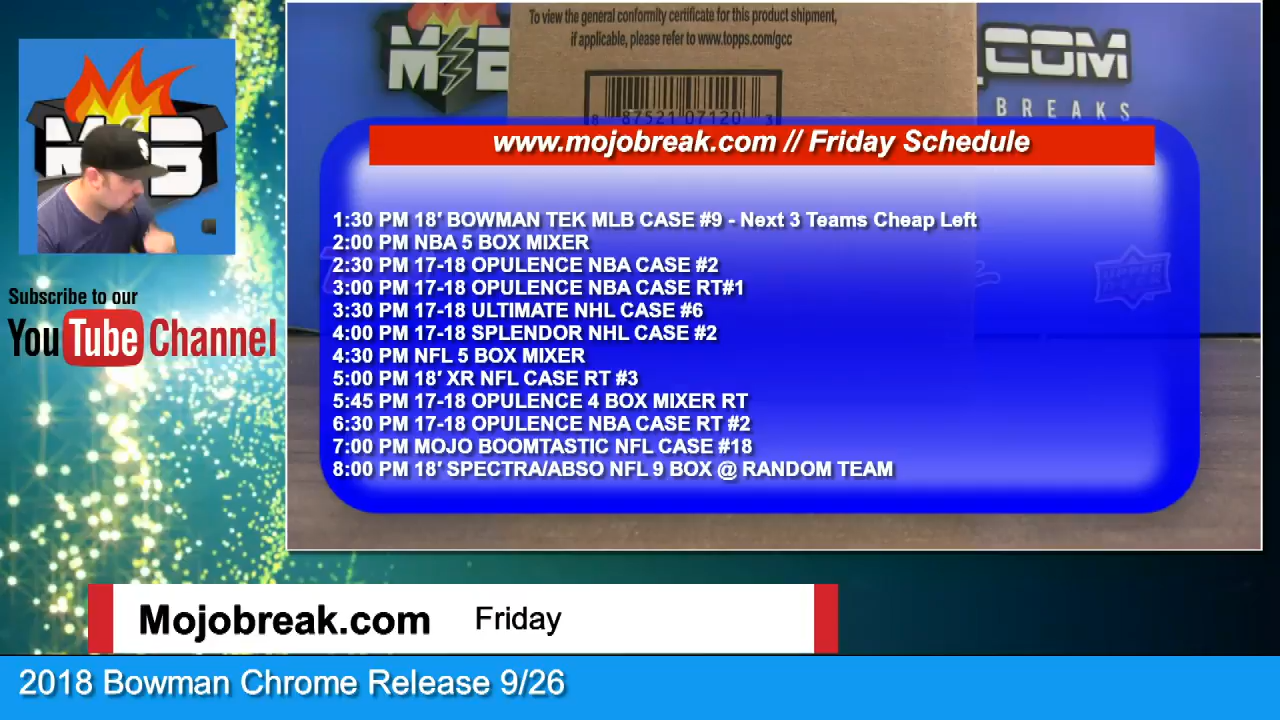 To view the general conformity certificate for this product shipment,
if applicable, please refer to www.topps.com/gcc
.COM
BREAKS
8 87521 07120 3
www.mojobreak.com // Friday Schedule
1:30 PM 18' BOWMAN TEK MLB CASE #9 - Next 3 Teams Cheap Left
2:00 PM NBA 5 BOX MIXER
2:30 PM 17-18 OPULENCE NBA CASE #2
3:00 PM 17-18 OPULENCE NBA CASE RT#1
3:30 PM 17-18 ULTIMATE NHL CASE #6
4:00 PM 17-18 SPLENDOR NHL CASE #2
4:30 PM NFL 5 BOX MIXER
5:00 PM 18' XR NFL CASE RT #3
5:45 PM 17-18 OPULENCE 4 BOX MIXER RT
6:30 PM 17-18 OPULENCE NBA CASE RT #2
7:00 PM MOJO BOOMTASTIC NFL CASE #18
8:00 PM 18' SPECTRA/ABSO NFL 9 BOX @ RANDOM TEAM
UPPER DECK
Subscribe to our
YouTube Channel
Mojobreak.com Friday
2018 Bowman Chrome Release 9/26